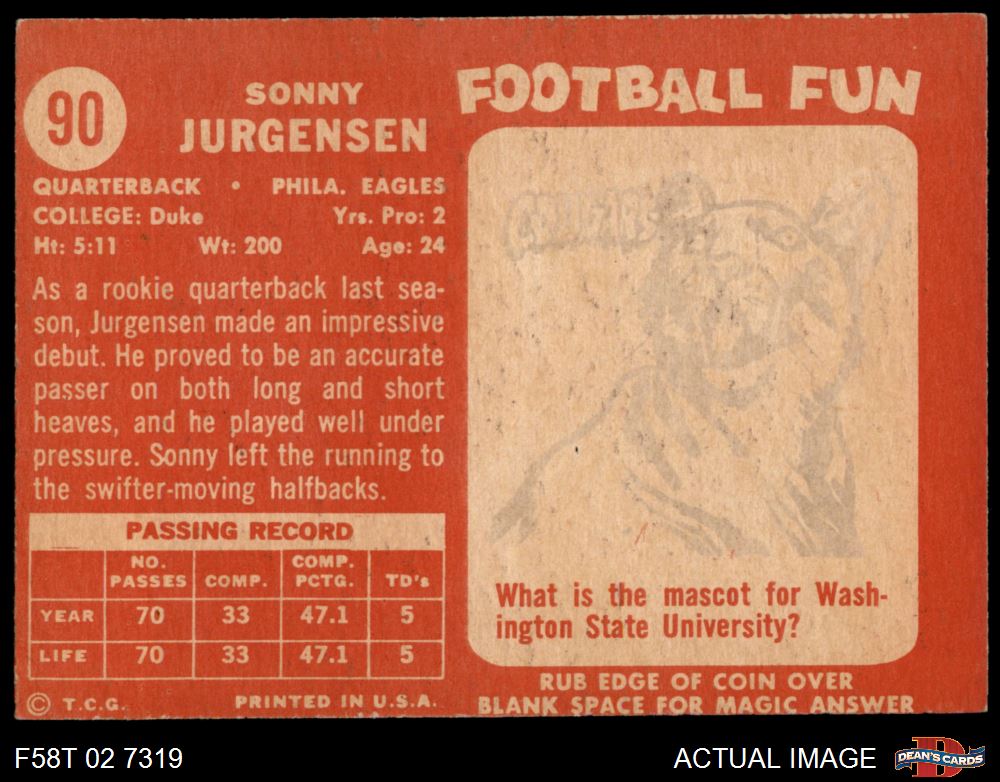 90
SONNY
JURGENSEN
QUARTERBACK • PHILA. EAGLES
COLLEGE: Duke Yrs. Pro: 2
Ht: 5:11 Wt: 200 Age: 24
As a rookie quarterback last sea-
son, Jurgensen made an impressive
debut. He proved to be an accurate
passer on both long and short
heaves, and he played well under
pressure. Sonny left the running to
the swifter-moving halfbacks.
PASSING RECORD
NO. PASSES COMP. COMP. PCTG. TD's
YEAR 70 33 47.1 5
LIFE 70 33 47.1 5
© T.C.G. PRINTED IN U.S.A.
FOOTBALL FUN
What is the mascot for Wash-
ington State University?
RUB EDGE OF COIN OVER
BLANK SPACE FOR MAGIC ANSWER
F58T 02 7319
ACTUAL IMAGE
DEAN'S CARDS